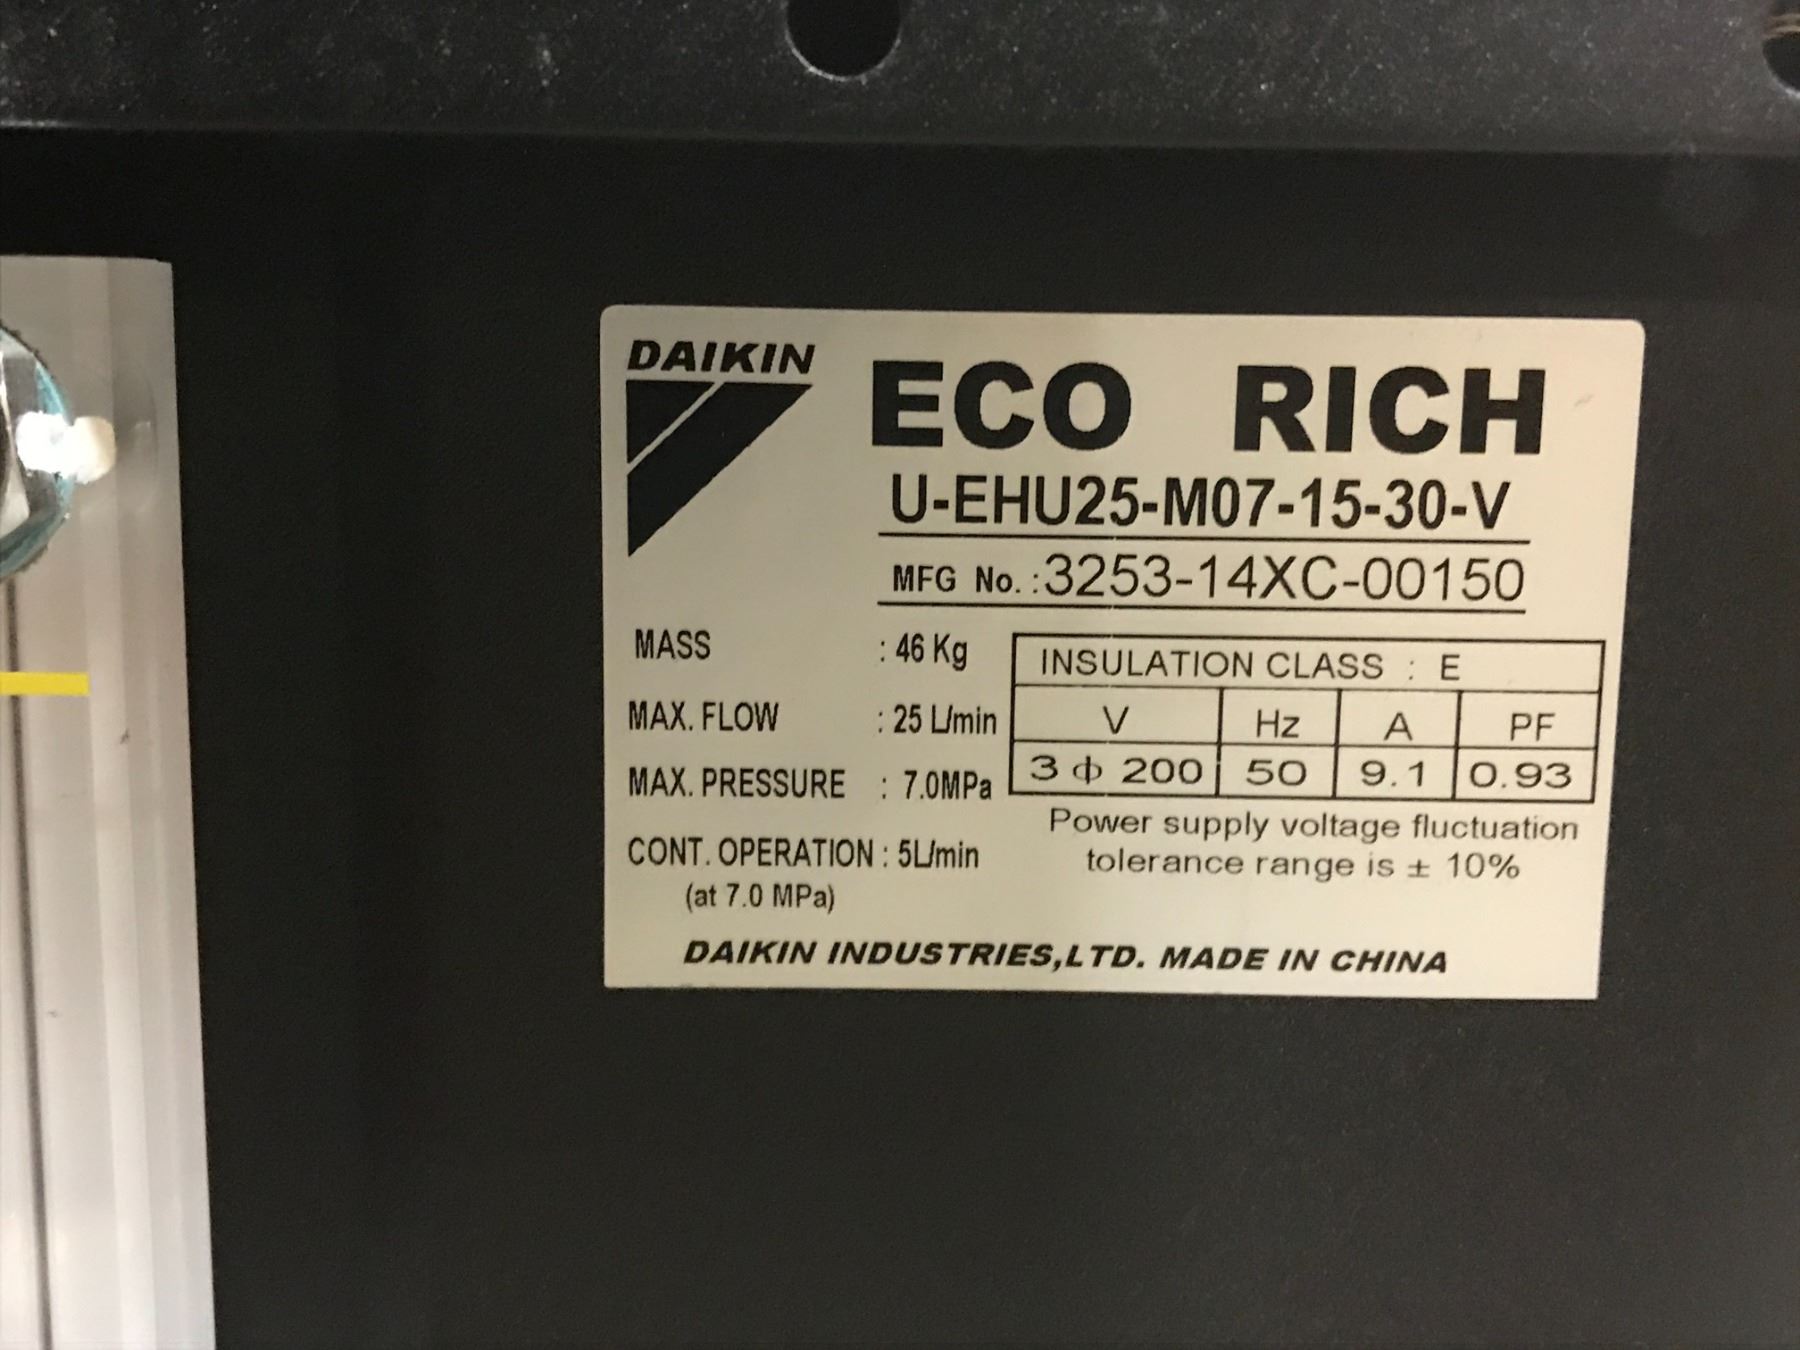 DAIKIN
ECO RICH
U-EHU25-M07-15-30-V
MFG No. : 3253-14XC-00150
MASS : 46 Kg
MAX. FLOW : 25 L/min
MAX. PRESSURE : 7.0MPa
CONT. OPERATION : 5L/min
(at 7.0 MPa)
INSULATION CLASS : E
V Hz A PF
3 ф 200 50 9.1 0.93
Power supply voltage fluctuation
tolerance range is ± 10%
DAIKIN INDUSTRIES,LTD. MADE IN CHINA